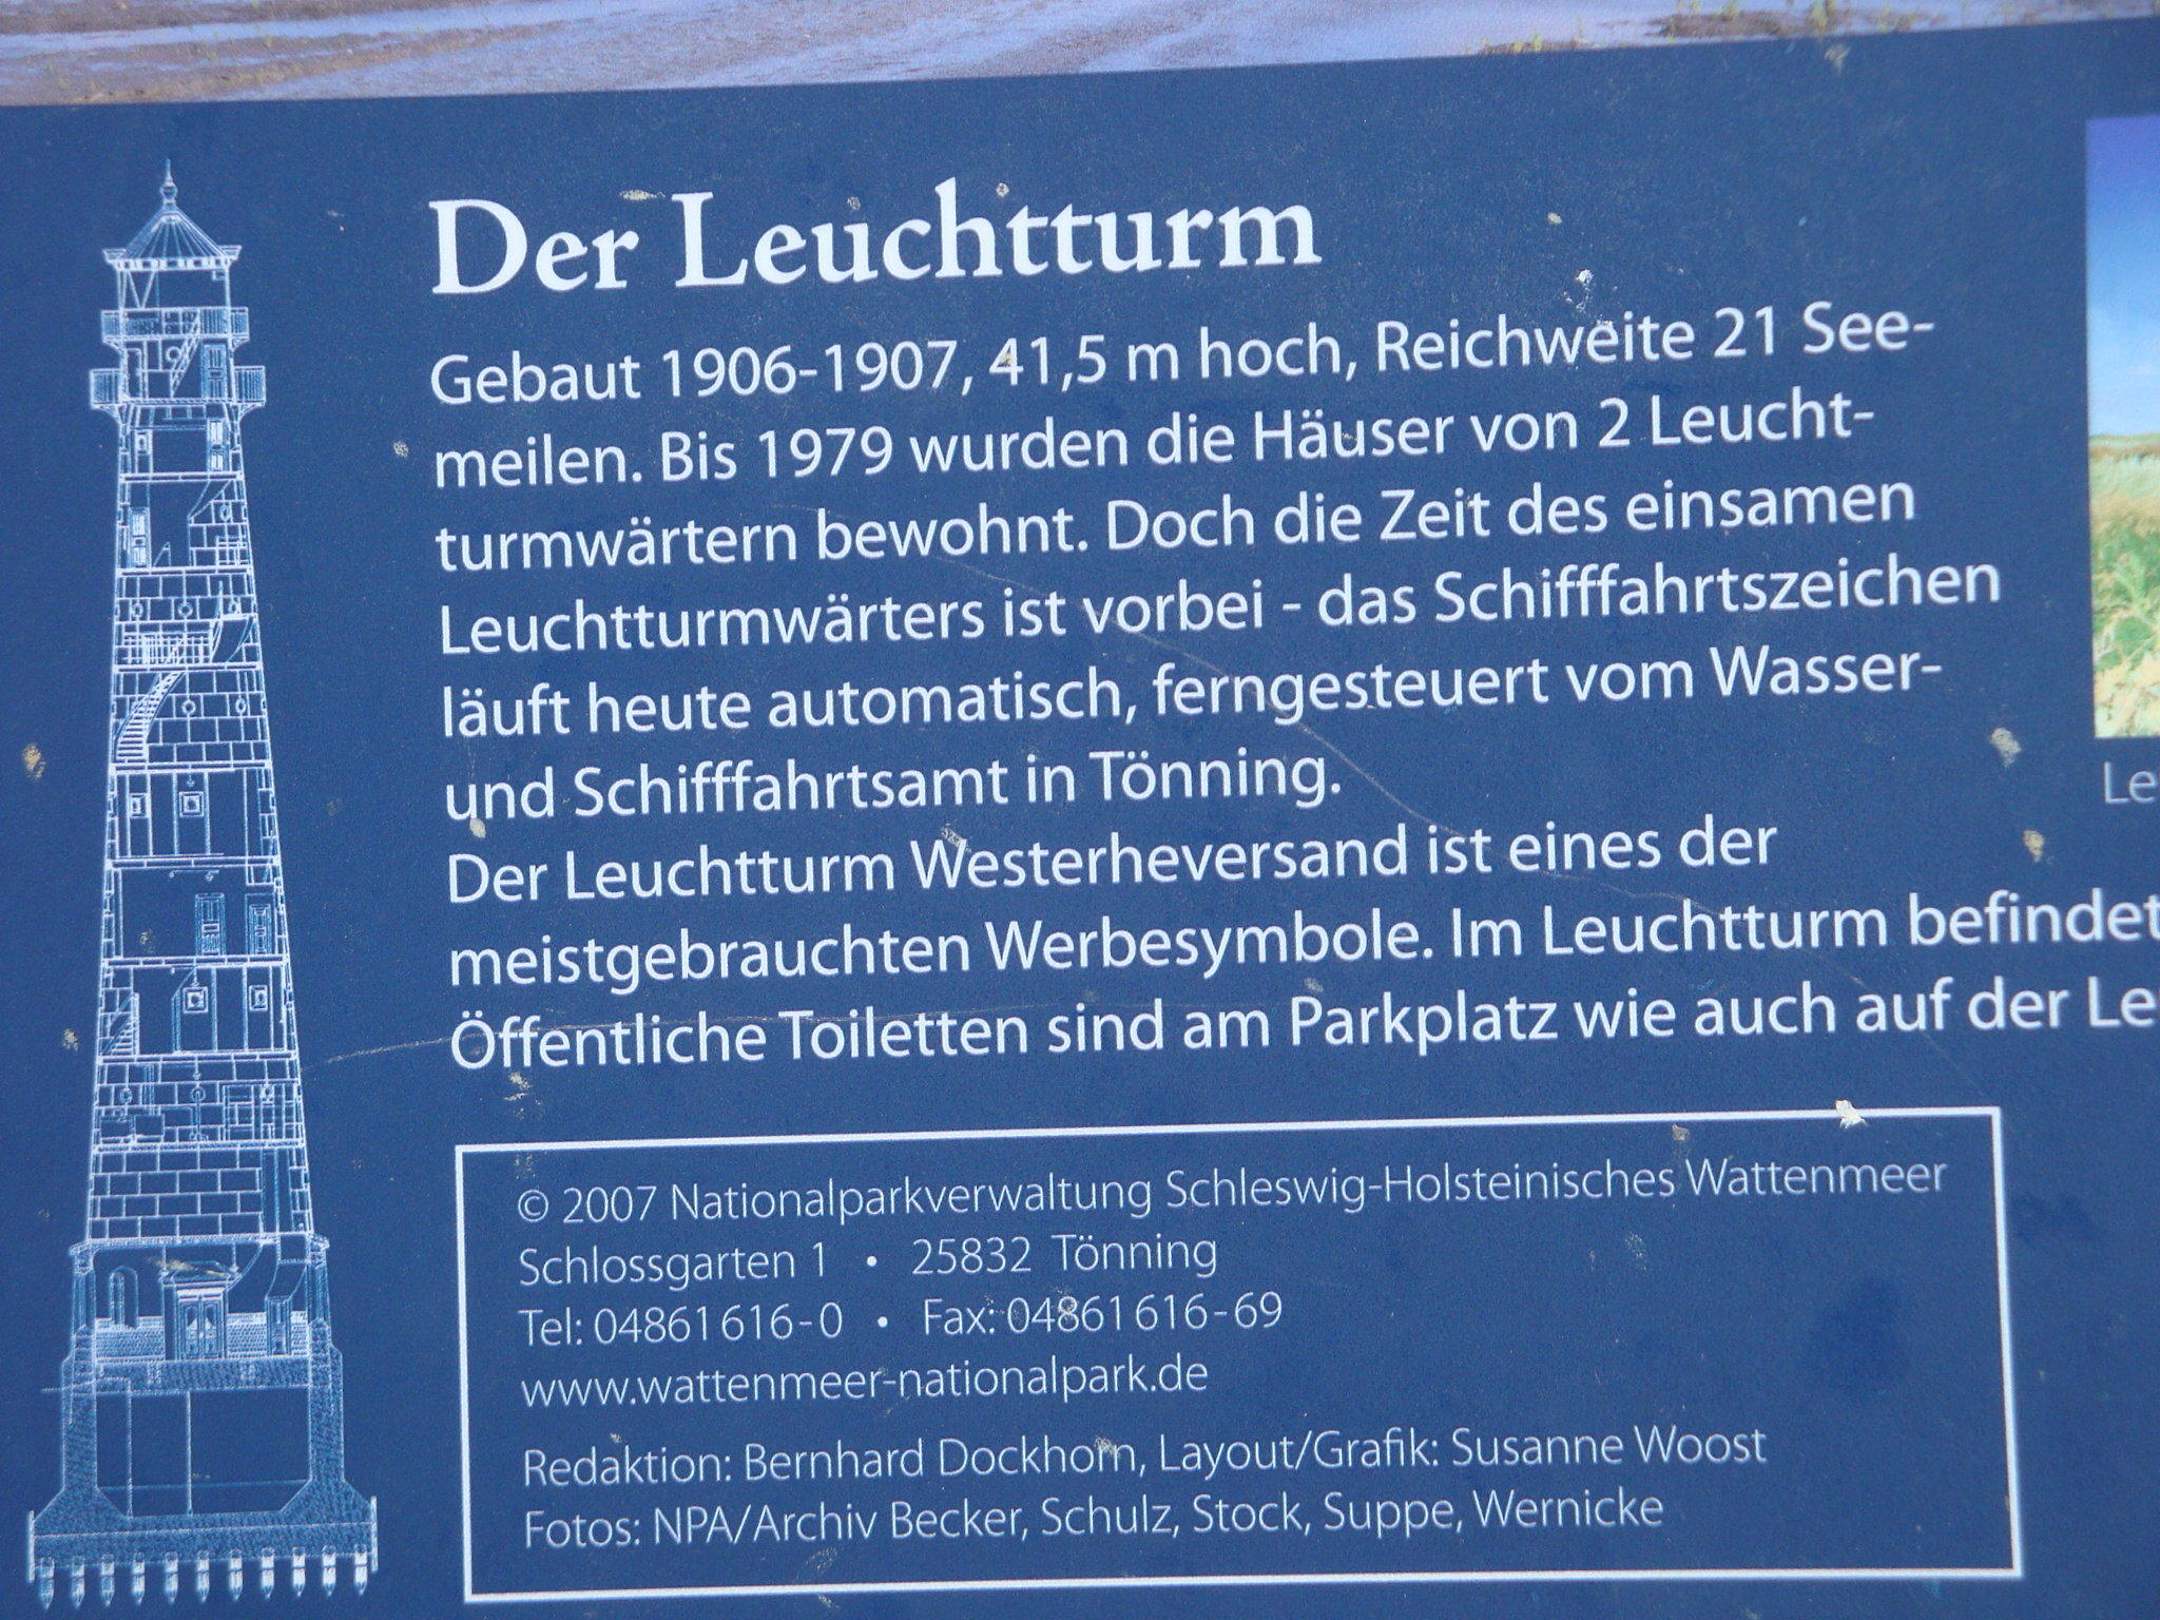 Der Leuchtturm
Gebaut 1906-1907, 41,5 m hoch, Reichweite 21 See-
meilen. Bis 1979 wurden die Häuser von 2 Leucht-
turmwärtern bewohnt. Doch die Zeit des einsamen
Leuchtturmwärters ist vorbei - das Schifffahrtszeichen
läuft heute automatisch, ferngesteuert vom Wasser-
und Schifffahrtsamt in Tönning.
Der Leuchtturm Westerheversand ist eines der
meistgebrauchten Werbesymbole. Im Leuchtturm befindet
Öffentliche Toiletten sind am Parkplatz wie auch auf der
© 2007 Nationalparkverwaltung Schleswig-Holsteinisches Wattenmeer
Schlossgarten 1 • 25832 Tönning
Tel: 04861 616-0 • Fax: 04861 616-69
www.wattenmeer-nationalpark.de
Redaktion: Bernhard Dockhorn, Layout/Grafik: Susanne Woost
Fotos: NPA/Archiv Becker, Schulz, Stock, Suppe, Wernicke